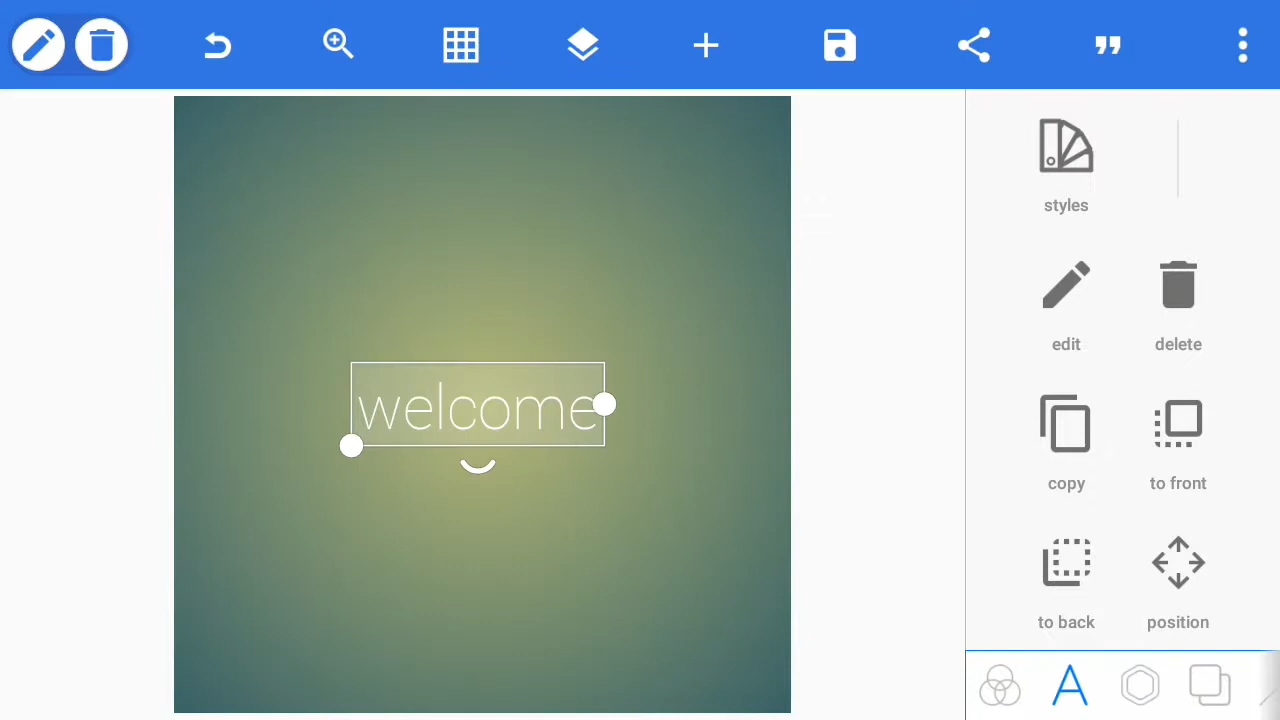 styles
edit
delete
welcome
copy
to front
to back
position